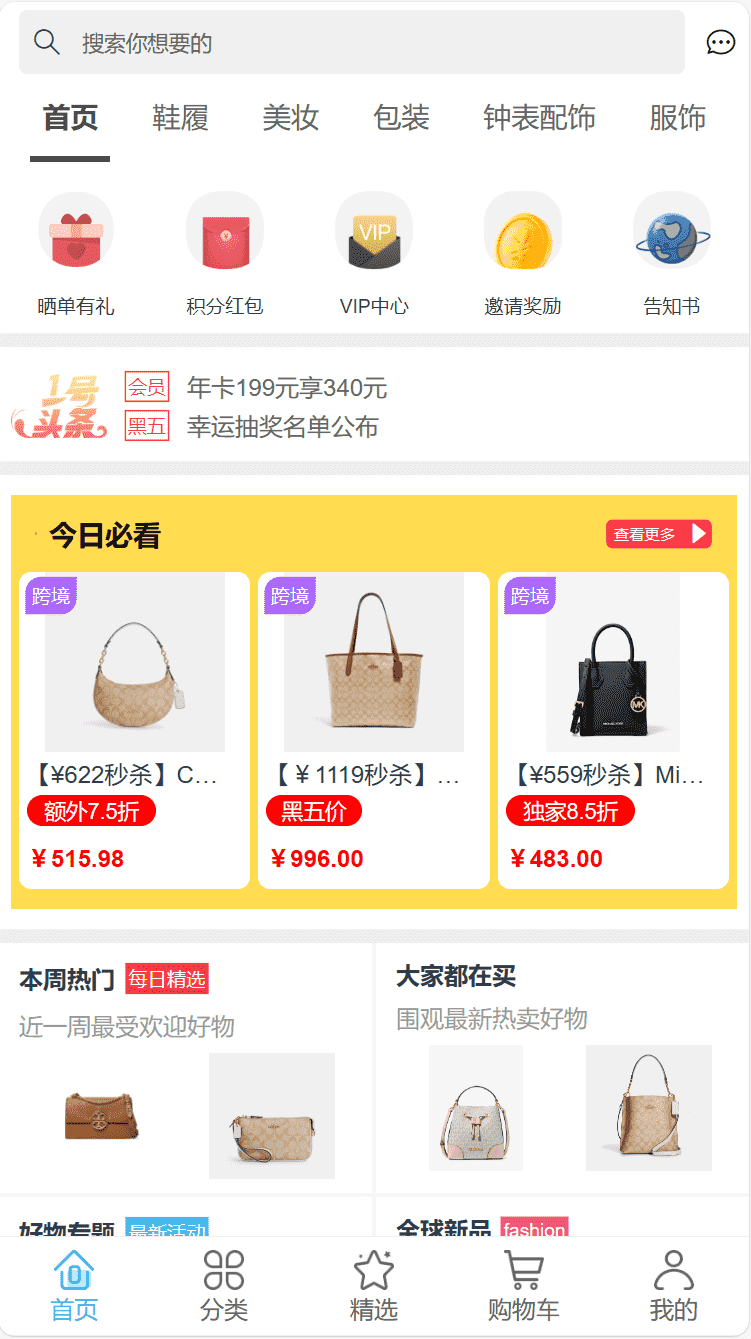 搜索你想要的
首页 鞋履 美妆 包装 钟表配饰 服饰
VIP
晒单有礼 积分红包 VIP中心 邀请奖励 告知书
1号
头条
会员 年卡199元享340元
黑五 幸运抽奖名单公布
今日必看 查看更多
跨境 跨境 跨境
MK
【¥622秒杀】C... 【￥1119秒杀】... 【¥559秒杀】Mi...
额外7.5折 黑五价 独家8.5折
￥515.98 ￥996.00 ￥483.00
本周热门 每日精选 大家都在买
近一周最受欢迎好物 围观最新热卖好物
好物专题 最新活动 全球新品 fashion
首页 分类 精选 购物车 我的